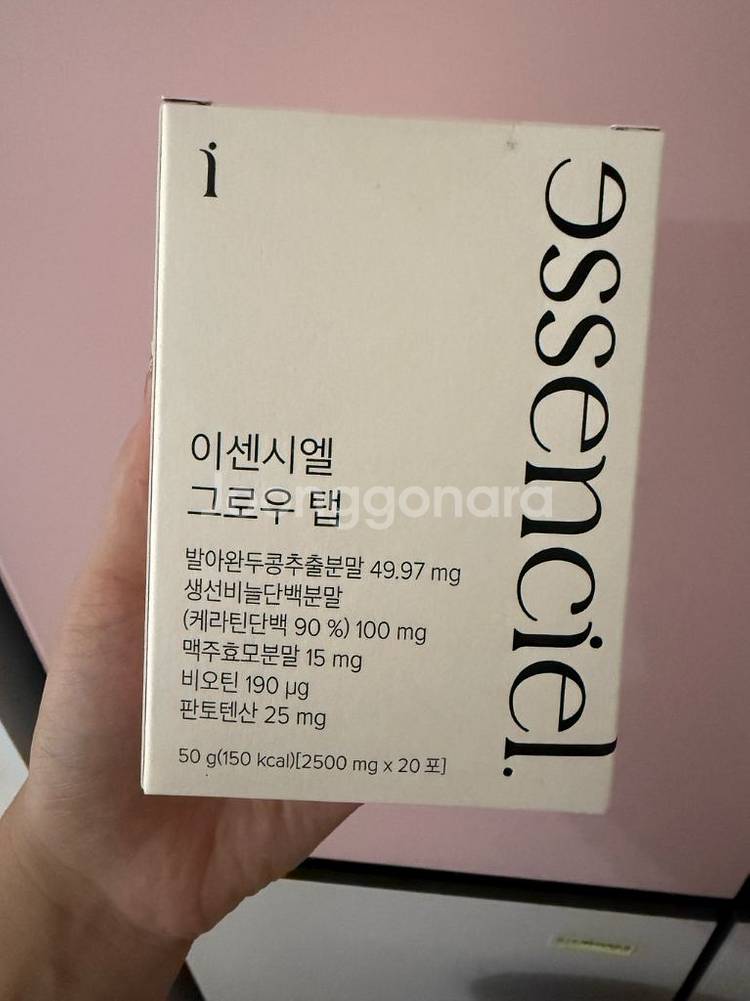 i
essenciel.
이센시엘
그로우 탭
발아완두콩추출분말 49.97 mg
생선비늘단백분말
(케라틴단백 90 %) 100 mg
맥주효모분말 15 mg
비오틴 190 µg
판토텐산 25 mg
50 g(150 kcal)[2500 mg x 20 포]
Joonggonara